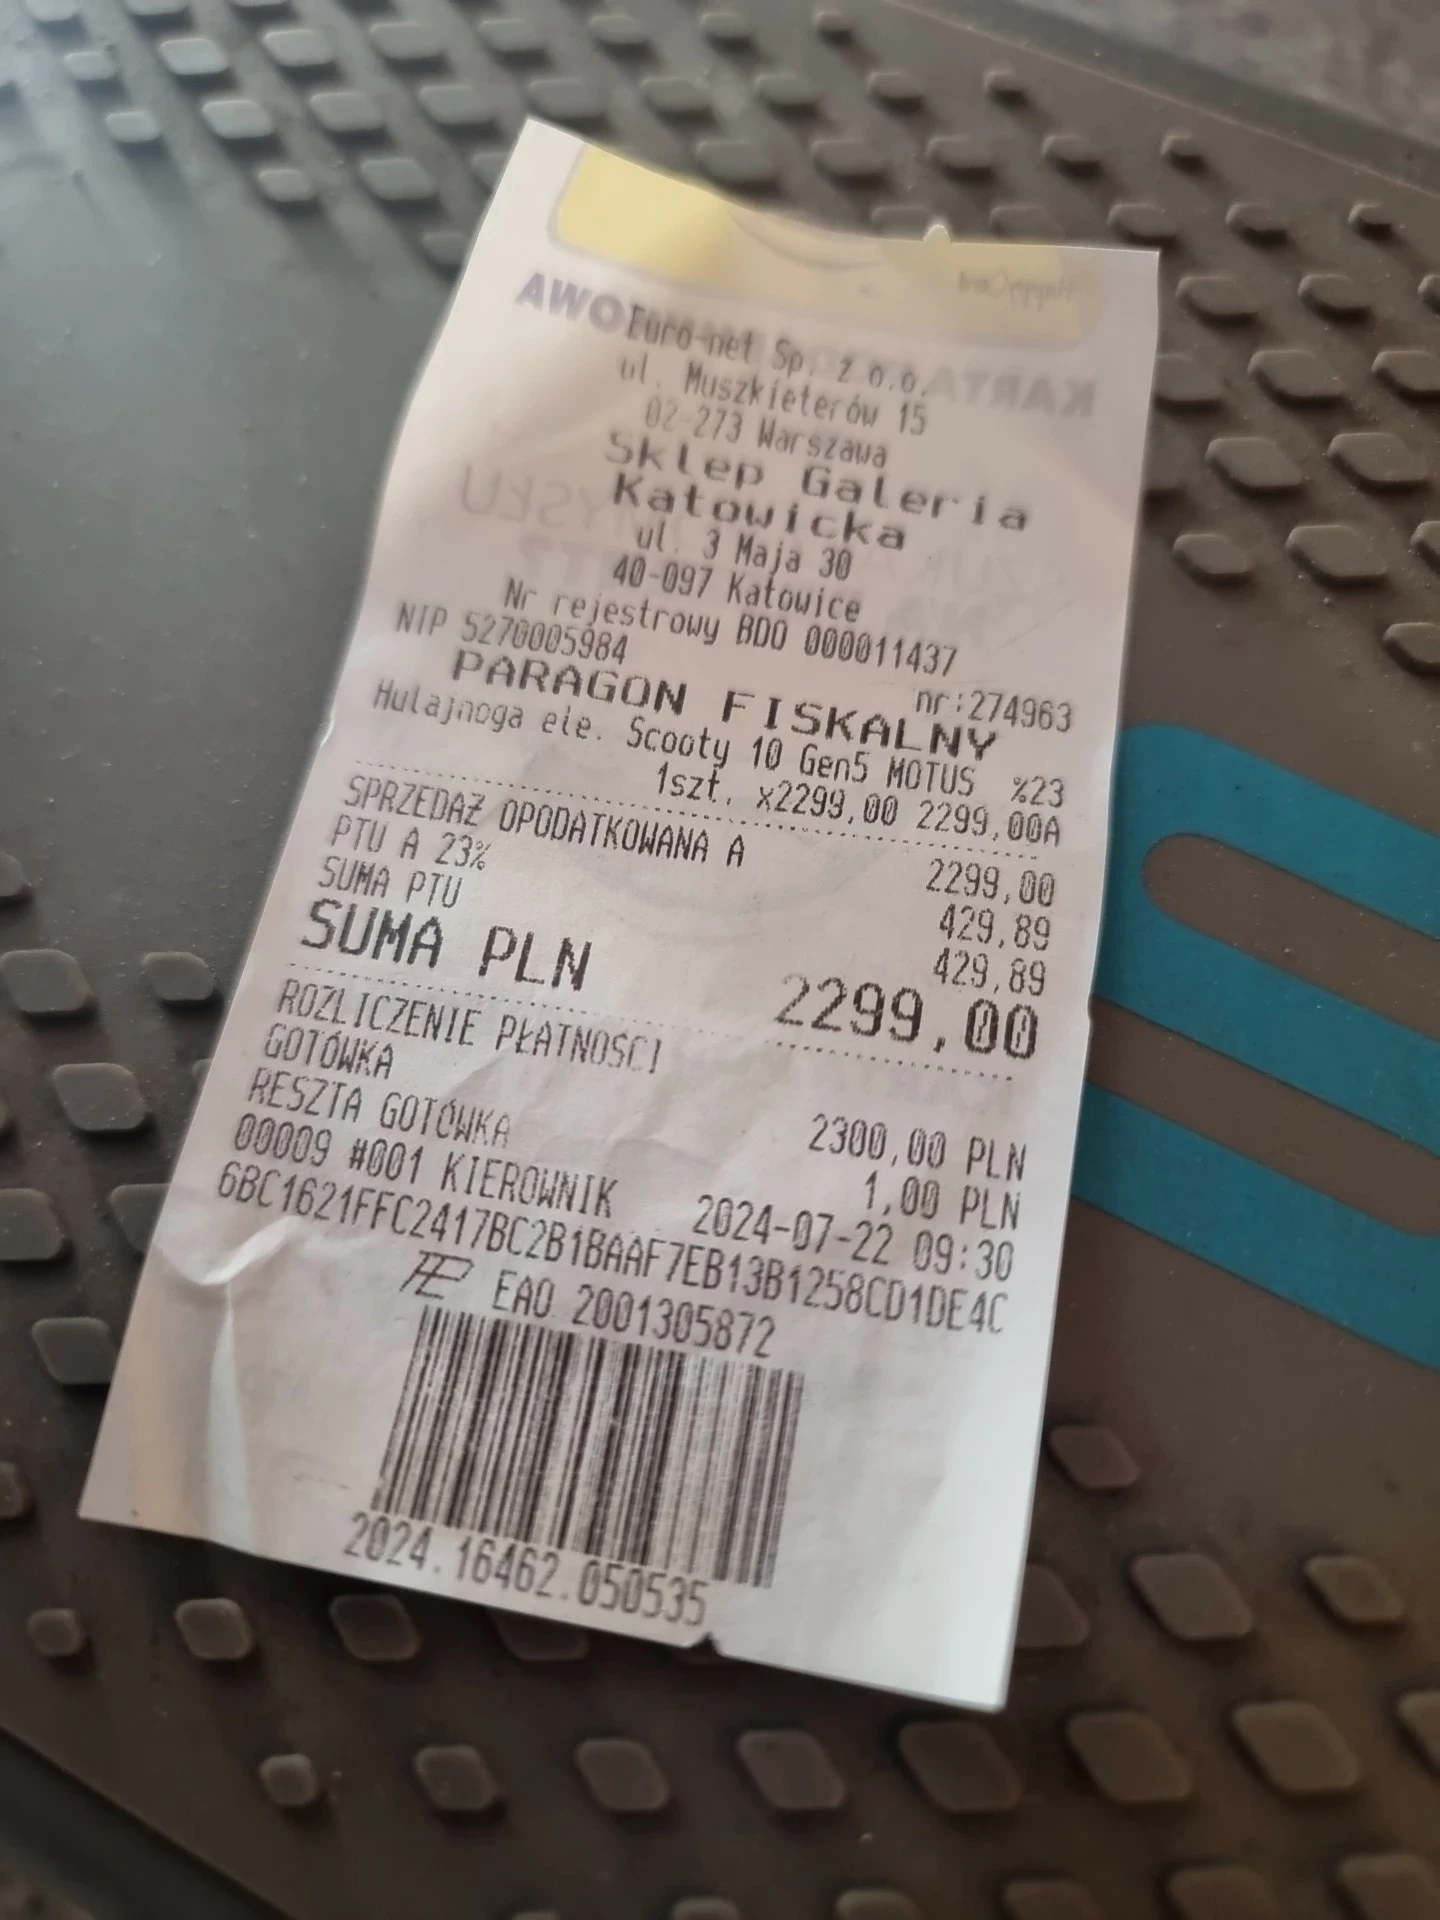 Euro-net Sp. z o.o.
ul. Muszkieterów 15
02-273 Warszawa
Sklep Galeria
Katowicka
ul. 3 Maja 30
40-097 Katowice
Nr rejestrowy BDO 000011437
NIP 5270005984
nr:274963
PARAGON FISKALNY
Hulajnoga ele. Scooty 10 Gen5 MOTUS %23
1szt. x2299,00 2299,00A
SPRZEDAŻ OPODATKOWANA A 2299,00
PTU A 23% 429,89
SUMA PTU 429,89
SUMA PLN 2299,00
ROZLICZENIE PŁATNOŚCI
GOTÓWKA 2300,00 PLN
RESZTA GOTÓWKA 1,00 PLN
00009 #001 KIEROWNIK 2024-07-22 09:30
6BC1621FFC2417BC2B1BAAF7EB13B1258CD1DE4C
EAO 2001305872
2024.16462.050535